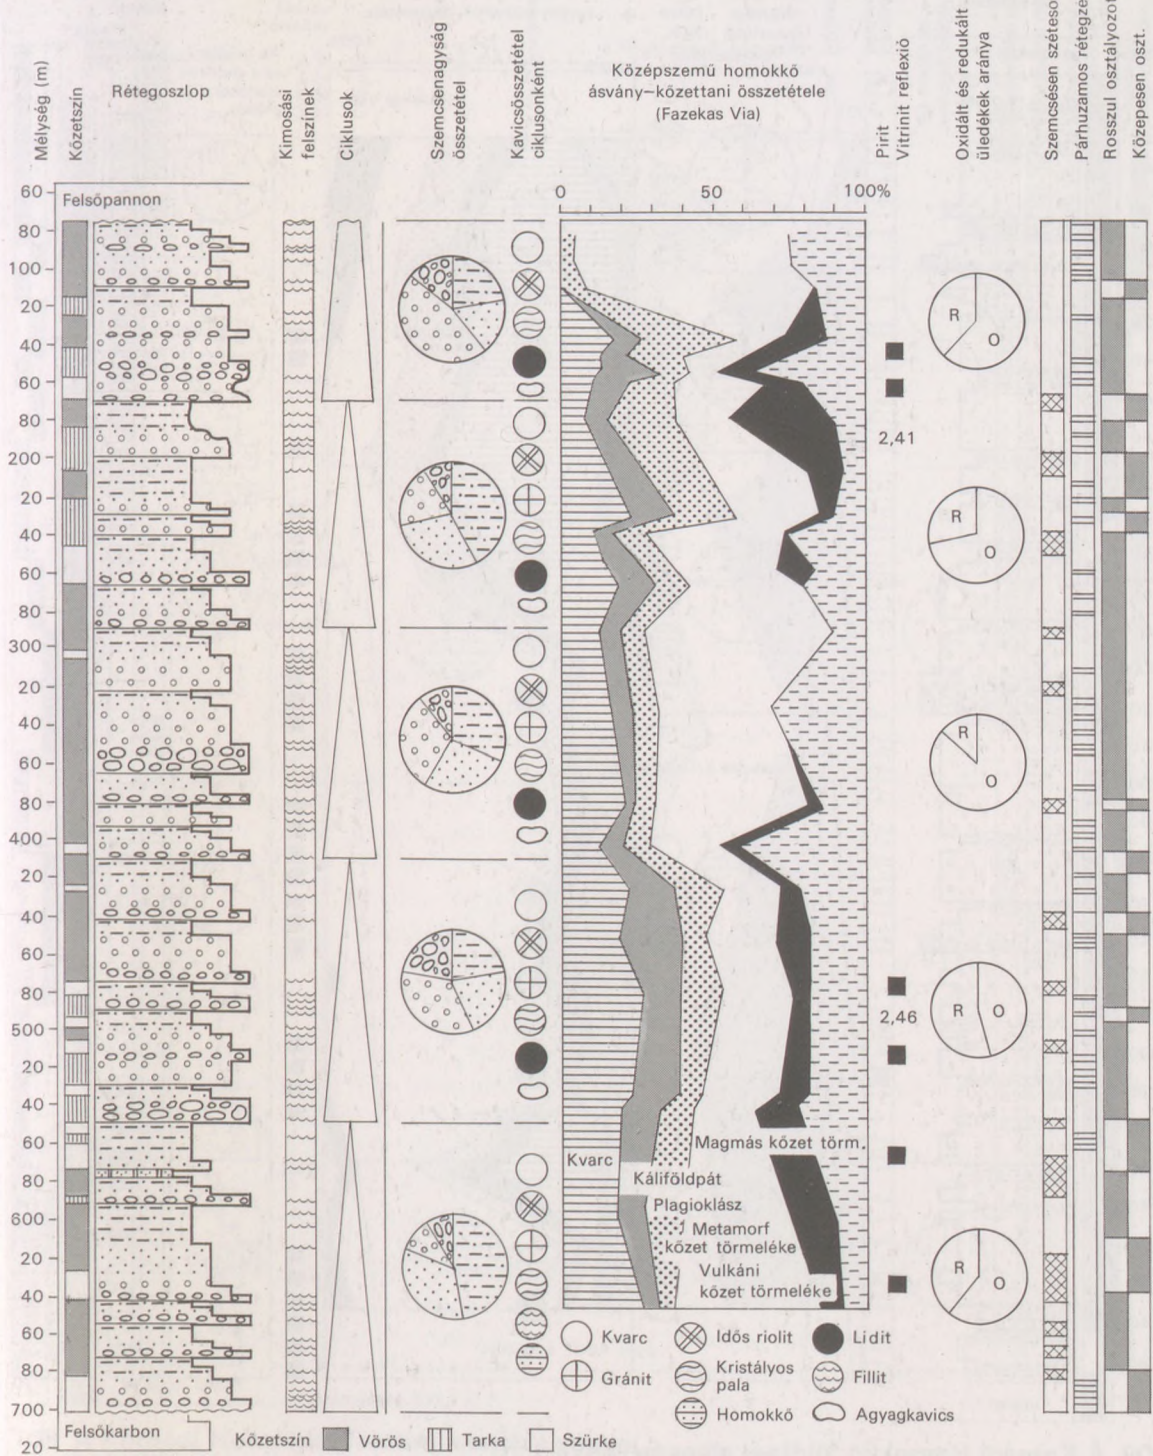 Mélység (m)
Kőzetszín
Rétegoszlop
Kimosási
felszínek
Ciklusok
Szemcsenagyság
összetétel
Kavicsösszetétel
ciklusonként
Középszemű homokkő
ásvány–kőzettani összetétele
(Fazekas Via)
Pirit
Vitrinit reflexió
Oxidált és redukált
üledékek aránya
Párhuzamos
Rosszul osztályozott
Közepesen oszt.
0 50 100%
60
Felsőpannon
80
100
20
40
60
80
200
20
40
60
80
300
20
40
60
80
400
20
40
60
80
500
20
40
60
80
600
20
40
60
80
700
20
R
O
2,41
R
O
R
O
2,46
R O
R
O
Magmás kőzet törm.
Kvarc
Káliföldpát
Plagioklász
Metamorf
kőzet törmeléke
Vulkáni
kőzet törmeléke
Kvarc Idős riolit Lidit
Gránit Kristályos
pala Fillit
Homokkő Agyagkavics
Felsőkarbon
Kőzetszín Vörös Tarka Szürke